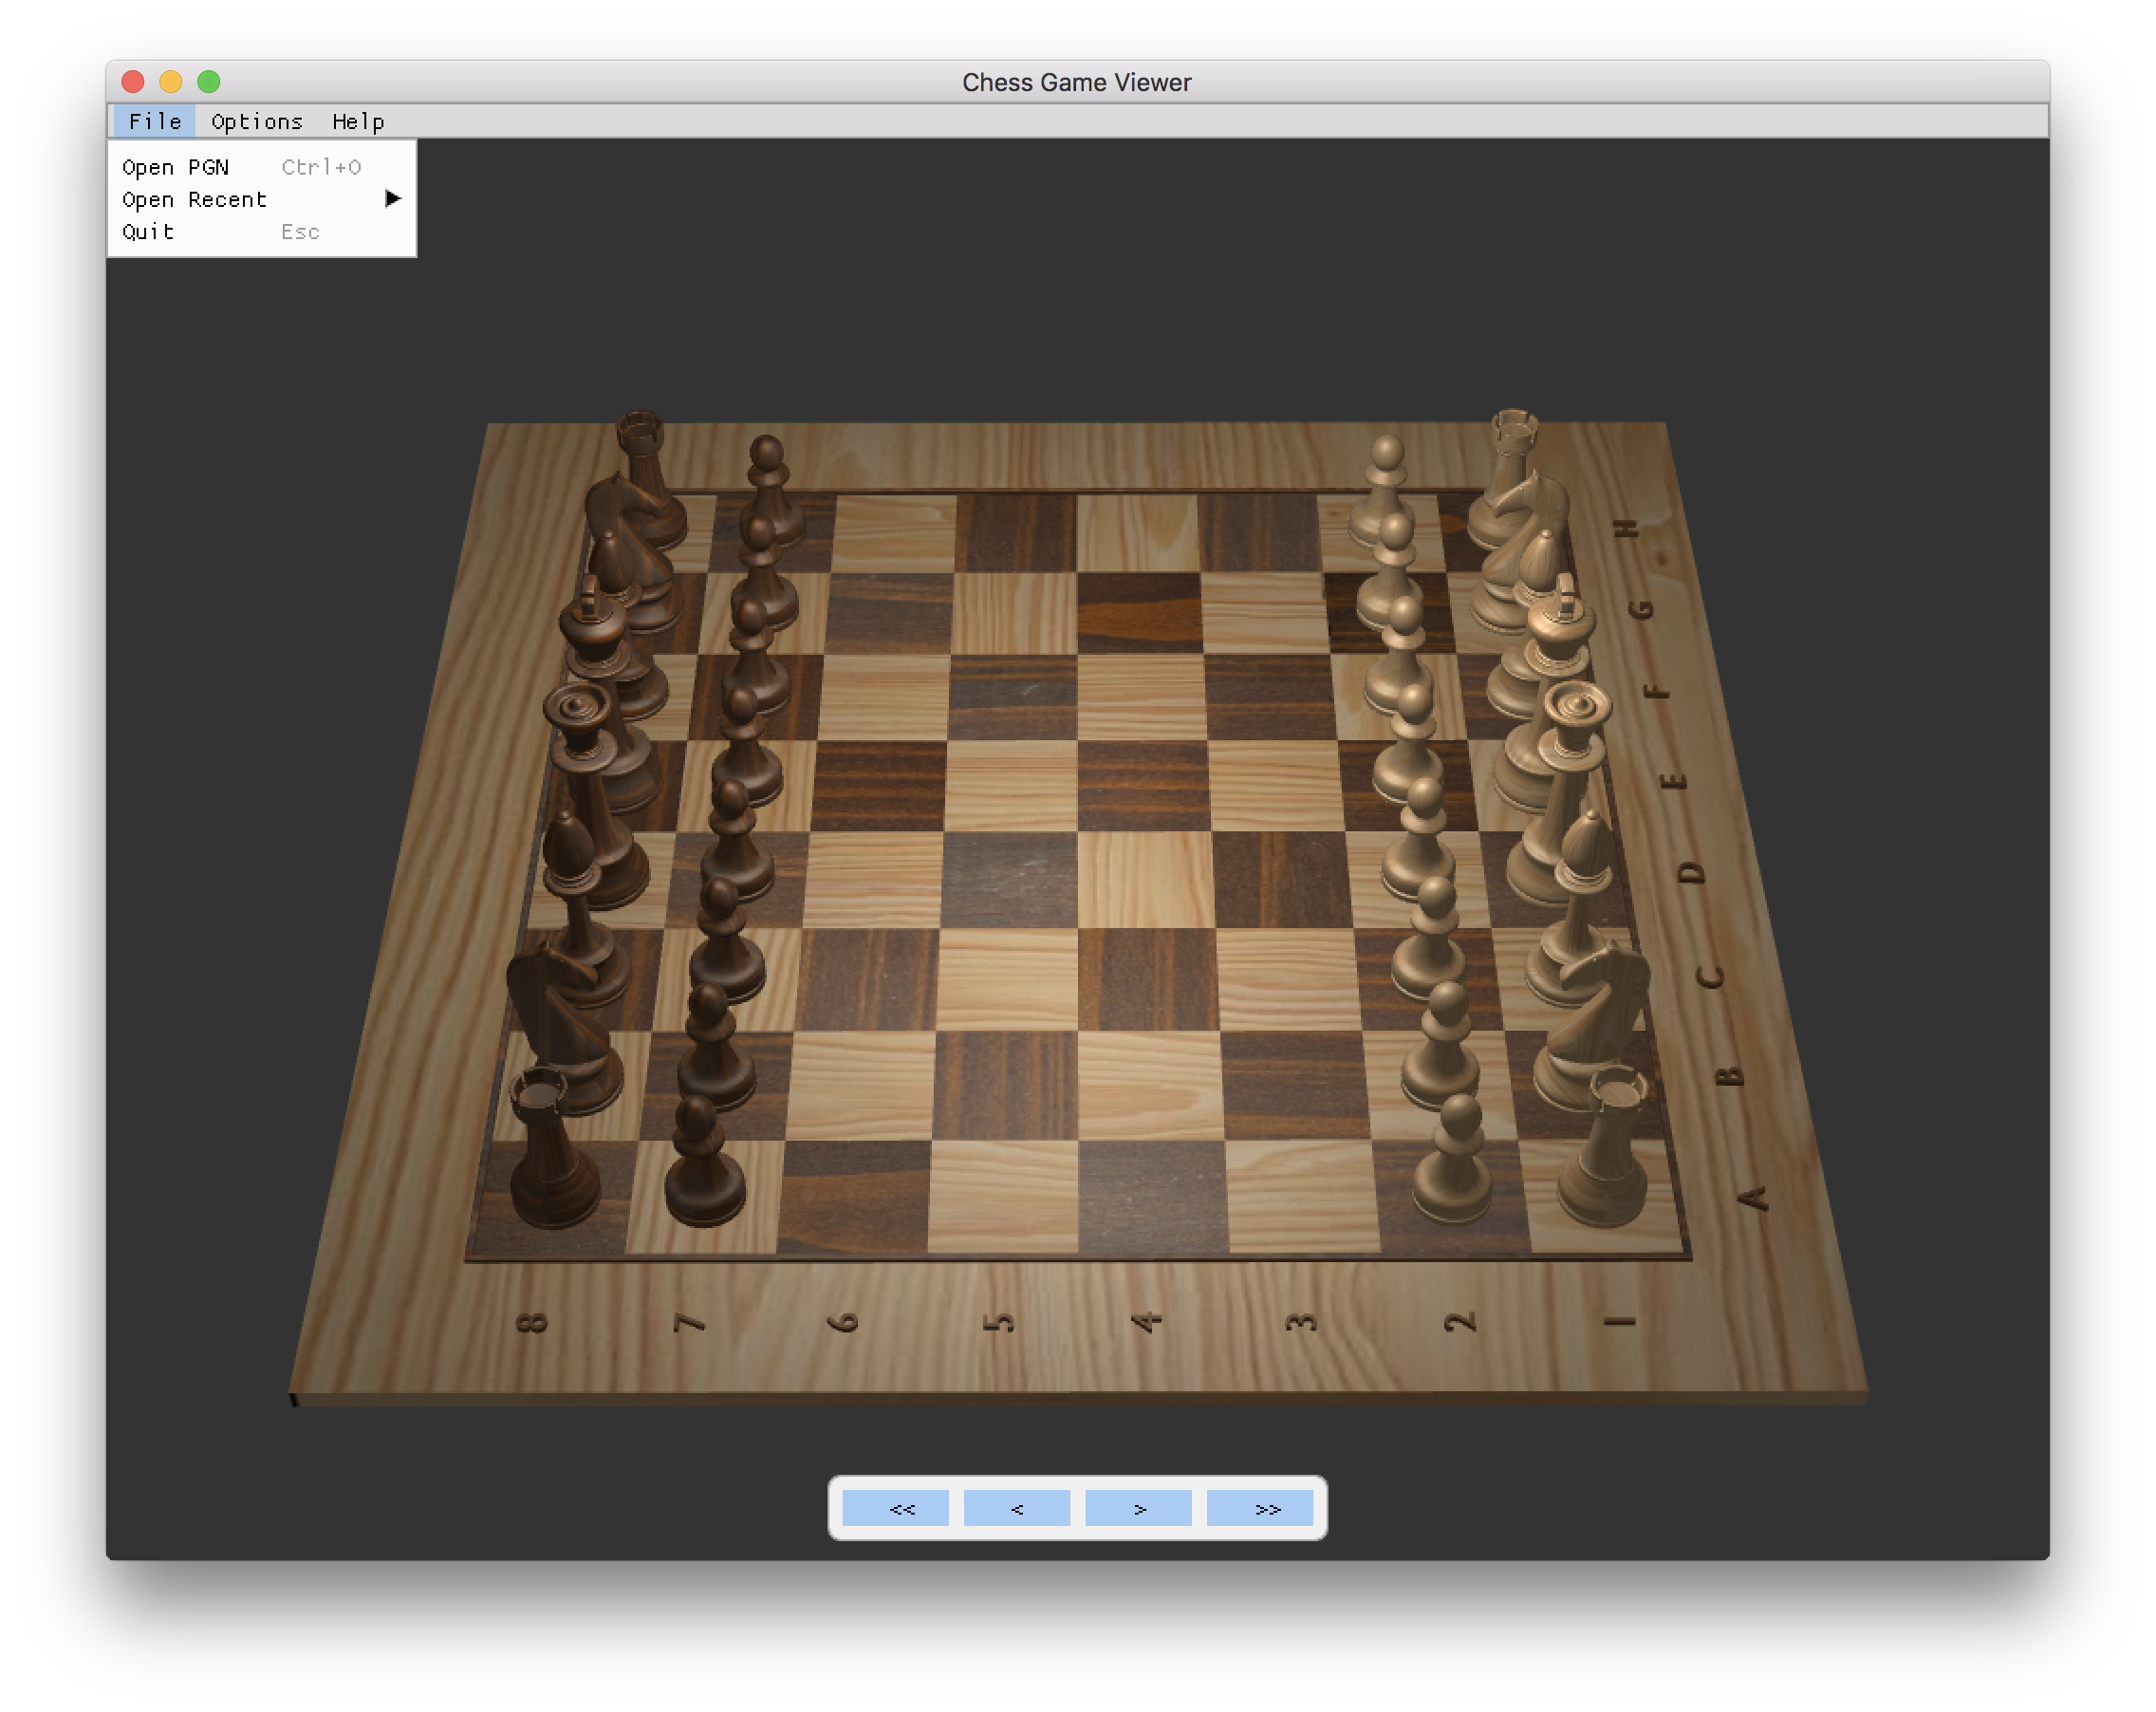 Chess Game Viewer
File Options Help
Open PGN Ctrl+O
Open Recent
Quit Esc
H
G
F
E
D
C
B
A
8 7 6 5 4 3 2 1
<< < > >>